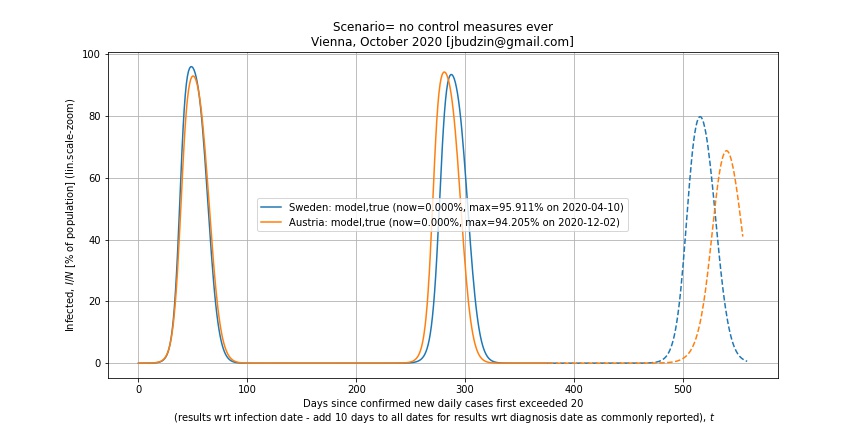 Scenario= no control measures ever
Vienna, October 2020 [jbudzin@gmail.com]
Infected, I/N [% of population] (lin.scale-zoom)
100
80
60
40
20
0
Sweden: model,true (now=0.000%, max=95.911% on 2020-04-10)
Austria: model,true (now=0.000%, max=94.205% on 2020-12-02)
0 100 200 300 400 500
Days since confirmed new daily cases first exceeded 20
(results wrt infection date - add 10 days to all dates for results wrt diagnosis date as commonly reported), t